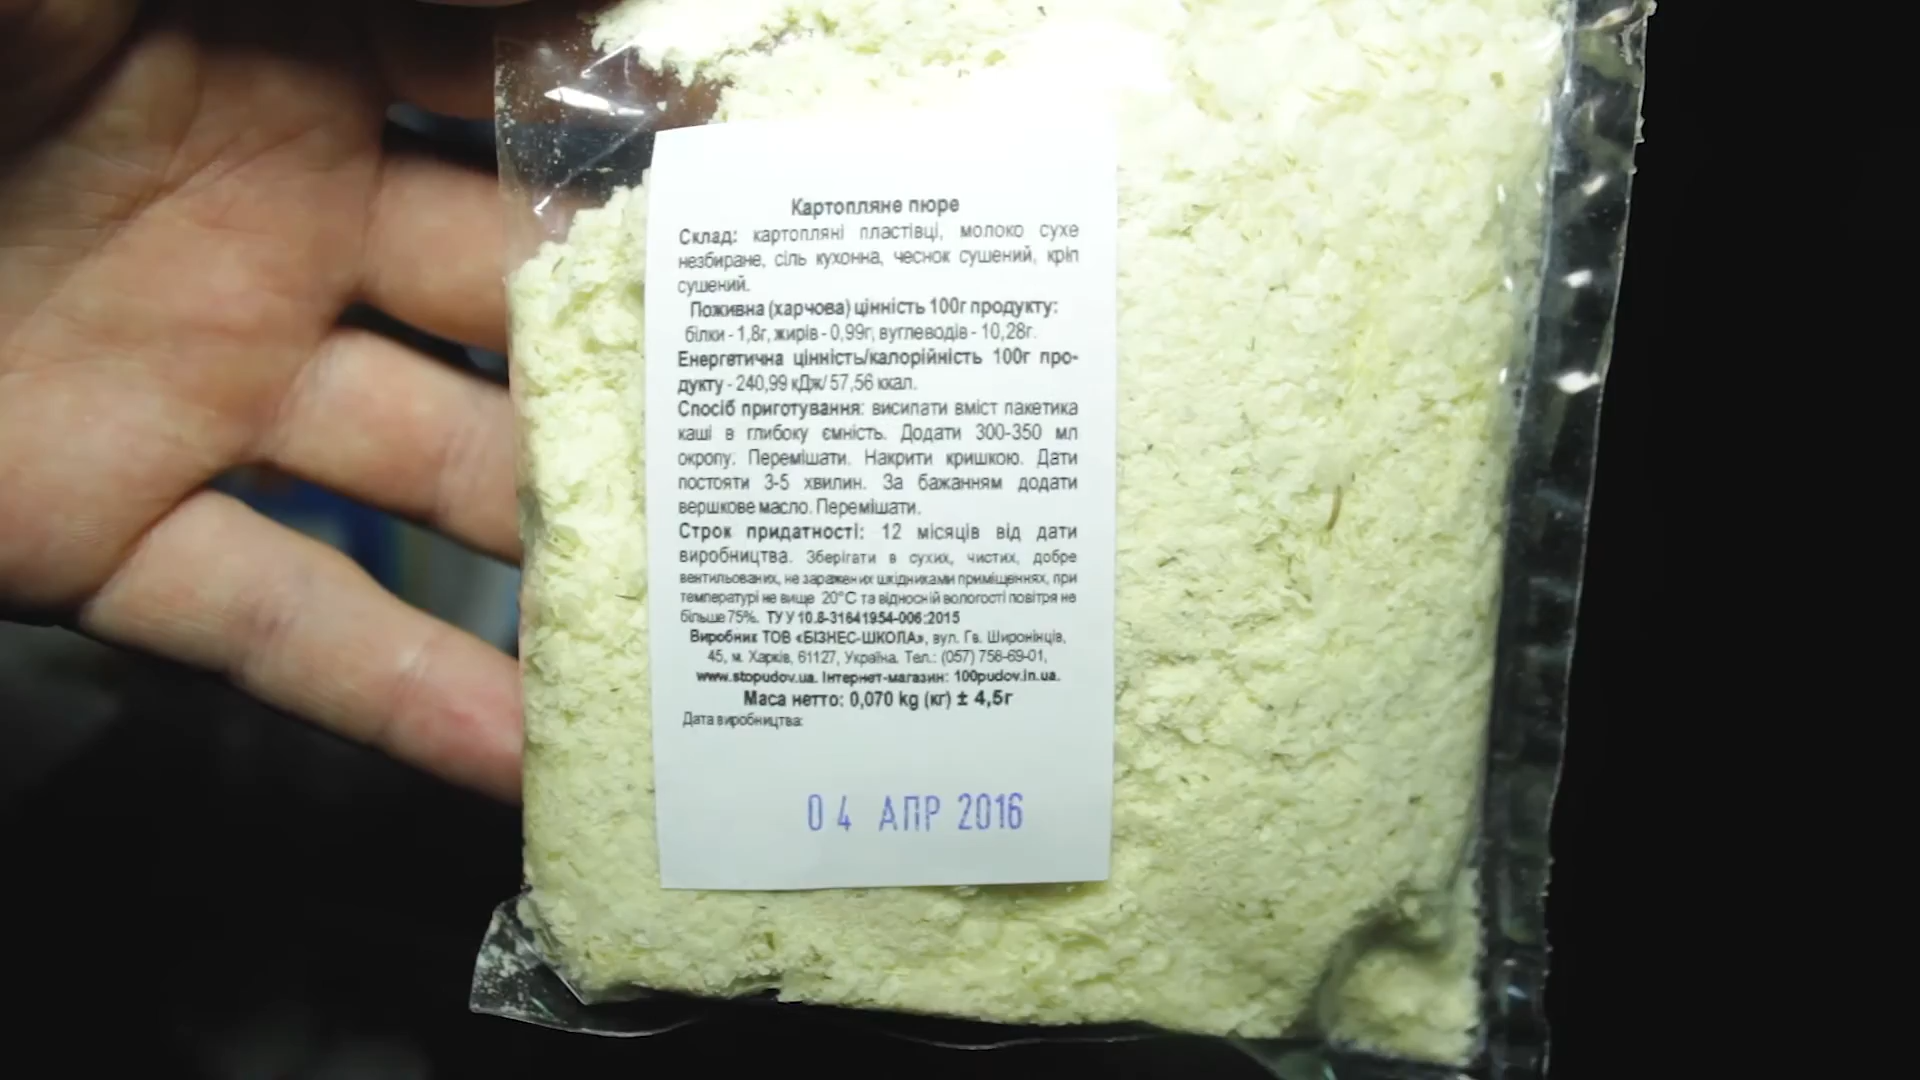 Картопляне пюре
Склад: картопляні пластівці, молоко сухе
незбиране, сіль кухонна, чеснок сушений, кріп
сушений.
Поживна (харчова) цінність 100г продукту:
білки - 1,8г, жирів - 0,99г, вуглеводів - 10,28г.
Енергетична цінність/калорійність 100г про-
дукту - 240,99 кДж/ 57,56 ккал.
Спосіб приготування: висипати вміст пакетика
каші в глибоку ємність. Додати 300-350 мл
окропу. Перемішати. Накрити кришкою. Дати
постояти 3-5 хвилин. За бажанням додати
вершкове масло. Перемішати.
Строк придатності: 12 місяців від дати
виробництва. Зберігати в сухих, чистих, добре
вентильованих, не заражених шкідниками приміщеннях, при
температурі не вище 20°С та відносній вологості повітря не
більше 75%. ТУ У 10.8-31641954-006:2015
Виробник ТОВ «БІЗНЕС-ШКОЛА», вул. Гв. Широнінців,
45, м. Харків, 61127, Україна. Тел.: (057) 758-69-01,
www.stopudov.ua. Інтернет-магазин: 100pudov.in.ua.
Маса нетто: 0,070 kg (кг) ± 4,5г
Дата виробництва:
04 АПР 2016